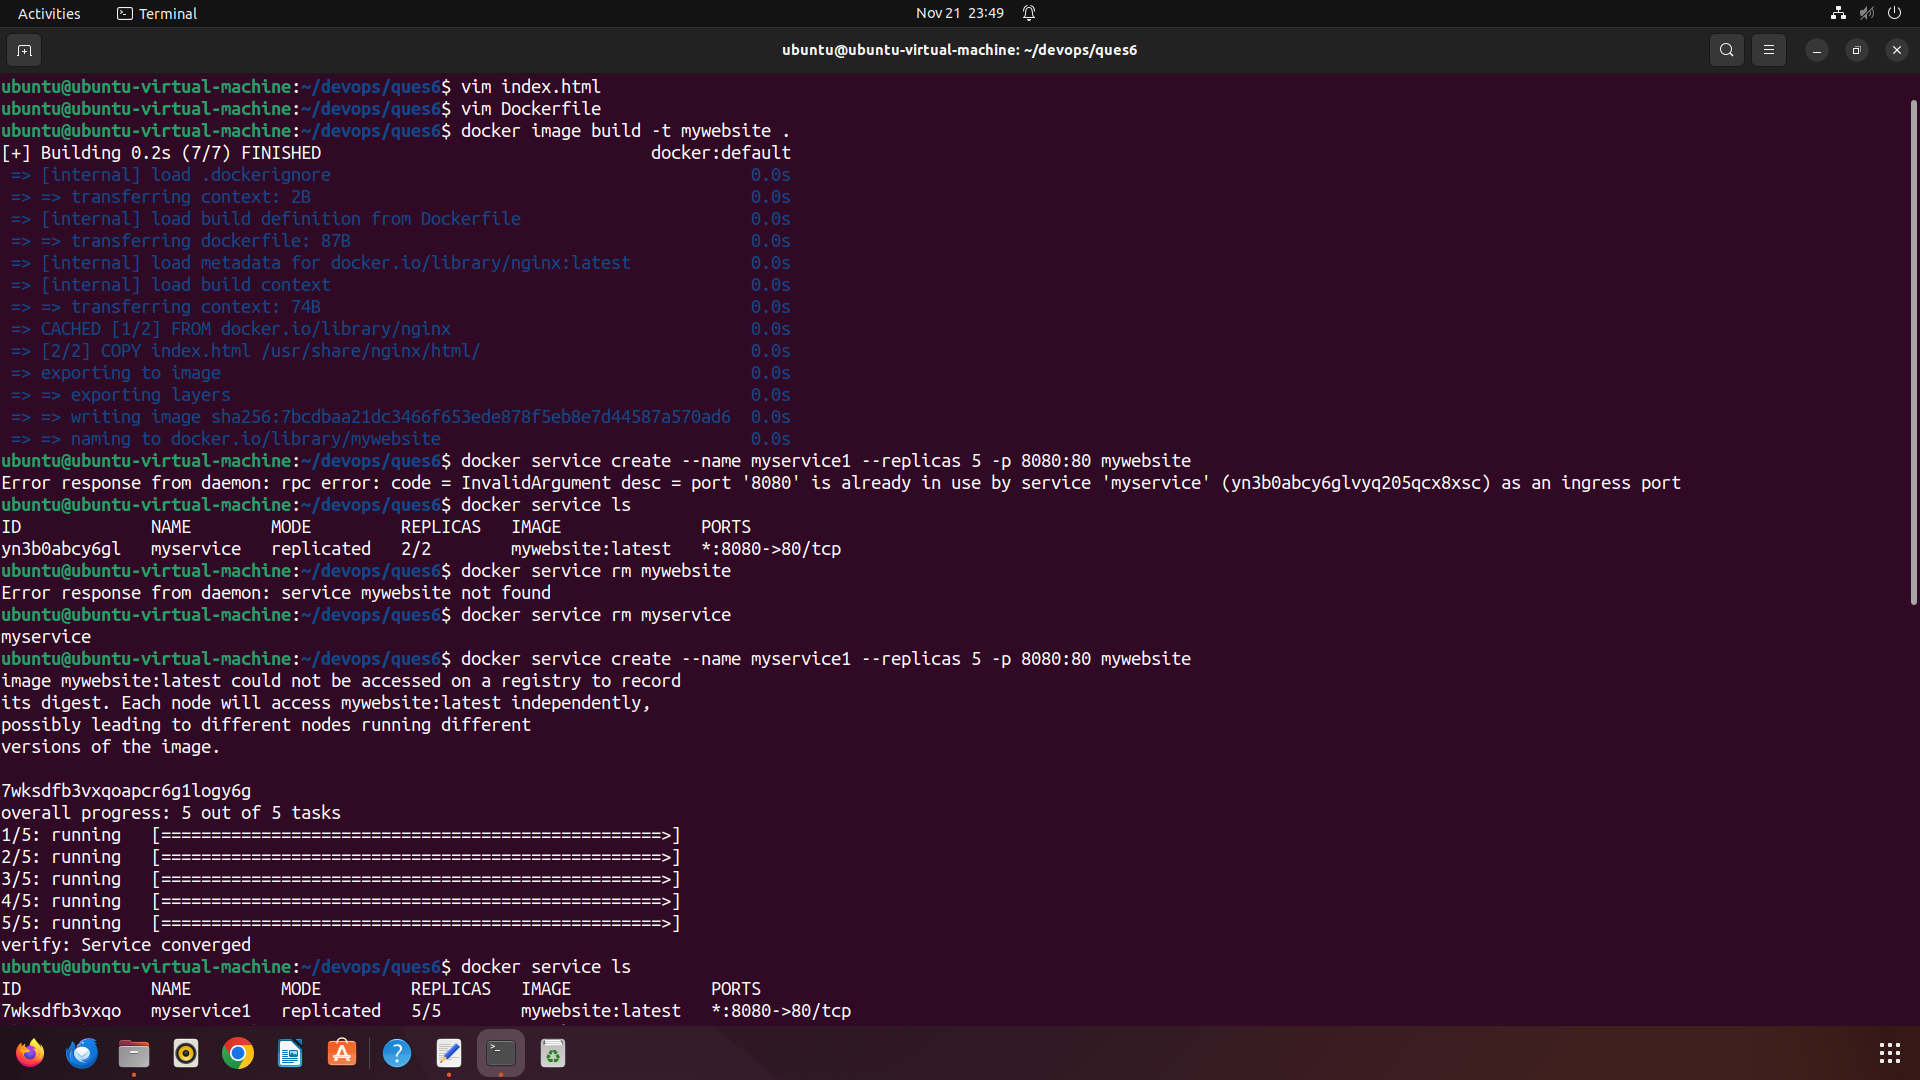 Activities
Terminal
Nov 21 23:49
ubuntu@ubuntu-virtual-machine: ~/devops/ques6
ubuntu@ubuntu-virtual-machine:~/devops/ques6$ vim index.html
ubuntu@ubuntu-virtual-machine:~/devops/ques6$ vim Dockerfile
ubuntu@ubuntu-virtual-machine:~/devops/ques6$ docker image build -t mywebsite .
[+] Building 0.2s (7/7) FINISHED docker:default
=> [internal] load .dockerignore 0.0s
=> => transferring context: 2B 0.0s
=> [internal] load build definition from Dockerfile 0.0s
=> => transferring dockerfile: 87B 0.0s
=> [internal] load metadata for docker.io/library/nginx:latest 0.0s
=> [internal] load build context 0.0s
=> => transferring context: 74B 0.0s
=> CACHED [1/2] FROM docker.io/library/nginx 0.0s
=> [2/2] COPY index.html /usr/share/nginx/html/ 0.0s
=> exporting to image 0.0s
=> => exporting layers 0.0s
=> => writing image sha256:7bcdbaa21dc3466f653ede878f5eb8e7d44587a570ad6 0.0s
=> => naming to docker.io/library/mywebsite 0.0s
ubuntu@ubuntu-virtual-machine:~/devops/ques6$ docker service create --name myservice1 --replicas 5 -p 8080:80 mywebsite
Error response from daemon: rpc error: code = InvalidArgument desc = port '8080' is already in use by service 'myservice' (yn3b0abcy6glvyq205qcx8xsc) as an ingress port
ubuntu@ubuntu-virtual-machine:~/devops/ques6$ docker service ls
ID NAME MODE REPLICAS IMAGE PORTS
yn3b0abcy6gl myservice replicated 2/2 mywebsite:latest *:8080->80/tcp
ubuntu@ubuntu-virtual-machine:~/devops/ques6$ docker service rm mywebsite
Error response from daemon: service mywebsite not found
ubuntu@ubuntu-virtual-machine:~/devops/ques6$ docker service rm myservice
myservice
ubuntu@ubuntu-virtual-machine:~/devops/ques6$ docker service create --name myservice1 --replicas 5 -p 8080:80 mywebsite
image mywebsite:latest could not be accessed on a registry to record
its digest. Each node will access mywebsite:latest independently,
possibly leading to different nodes running different
versions of the image.
7wksdfb3vxqoapcr6g1logy6g
overall progress: 5 out of 5 tasks
1/5: running [==================================================>]
2/5: running [==================================================>]
3/5: running [==================================================>]
4/5: running [==================================================>]
5/5: running [==================================================>]
verify: Service converged
ubuntu@ubuntu-virtual-machine:~/devops/ques6$ docker service ls
ID NAME MODE REPLICAS IMAGE PORTS
7wksdfb3vxqo myservice1 replicated 5/5 mywebsite:latest *:8080->80/tcp